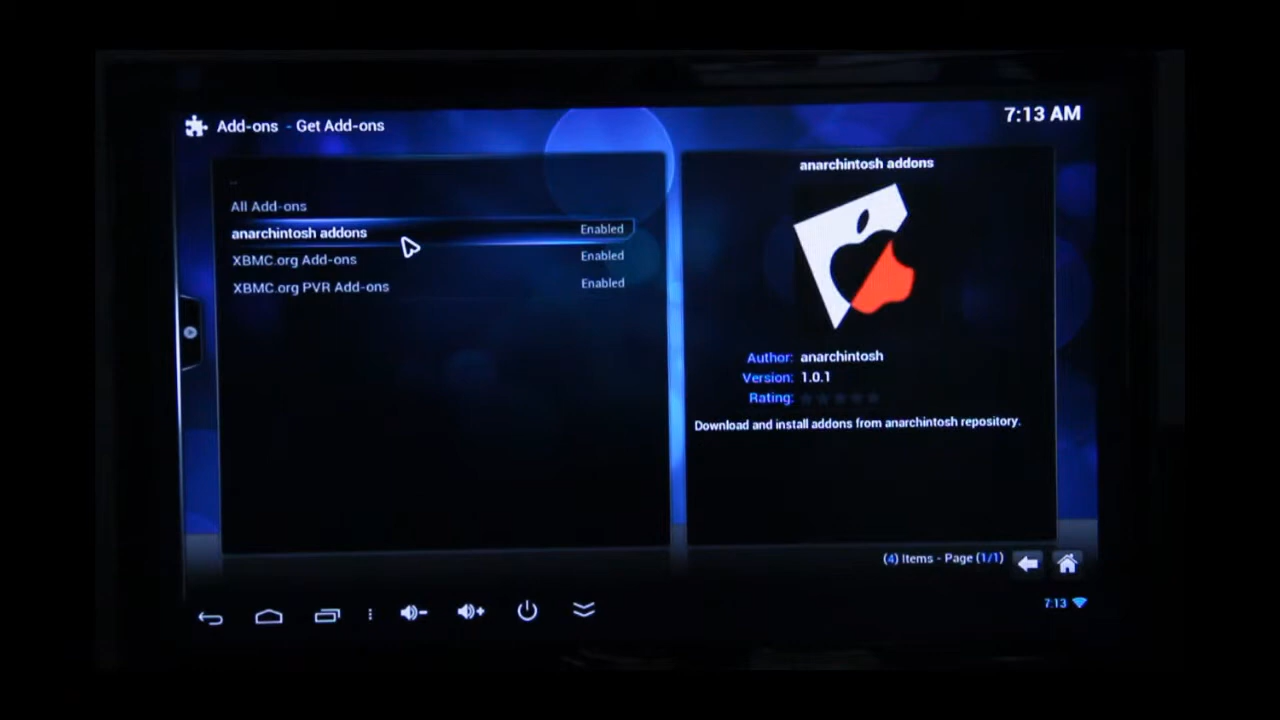 Add-ons - Get Add-ons
7:13 AM
..
All Add-ons
anarchintosh addons Enabled
XBMC.org Add-ons Enabled
XBMC.org PVR Add-ons Enabled
anarchintosh addons
Author: anarchintosh
Version: 1.0.1
Rating:
Download and install addons from anarchintosh repository.
(4) Items - Page (1/1)
7:13